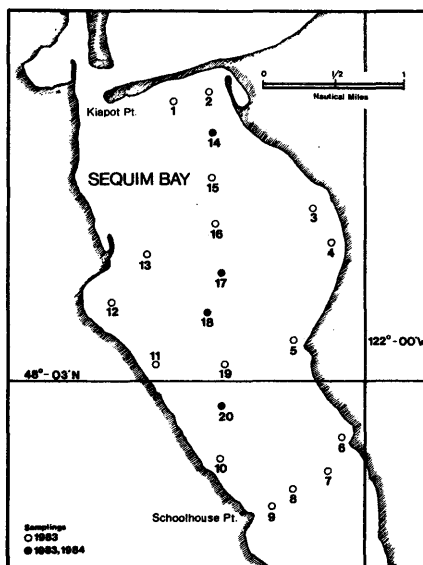 0 1/2 1
Nautical Miles
Kiapot Pt.
1
2
14
SEQUIM BAY
15
3
16
4
13
17
12
18
11
19
5
122°-00'W
48°-03'N
20
10
6
7
8
9
Schoolhouse Pt.
Samplings
○ 1983
● 1983, 1984